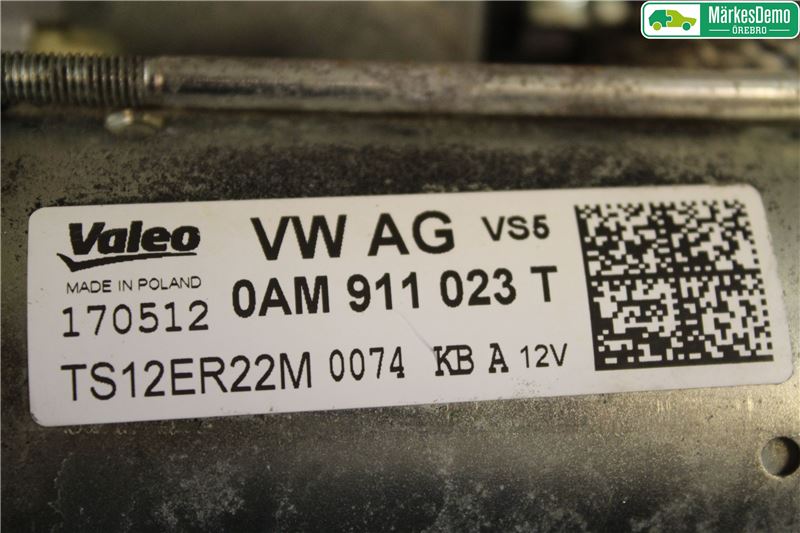 MärkesDemo
ÖREBRO
Valeo VW AG VS5
MADE IN POLAND
170512 0AM 911 023 T
TS12ER22M 0074 KB A 12V